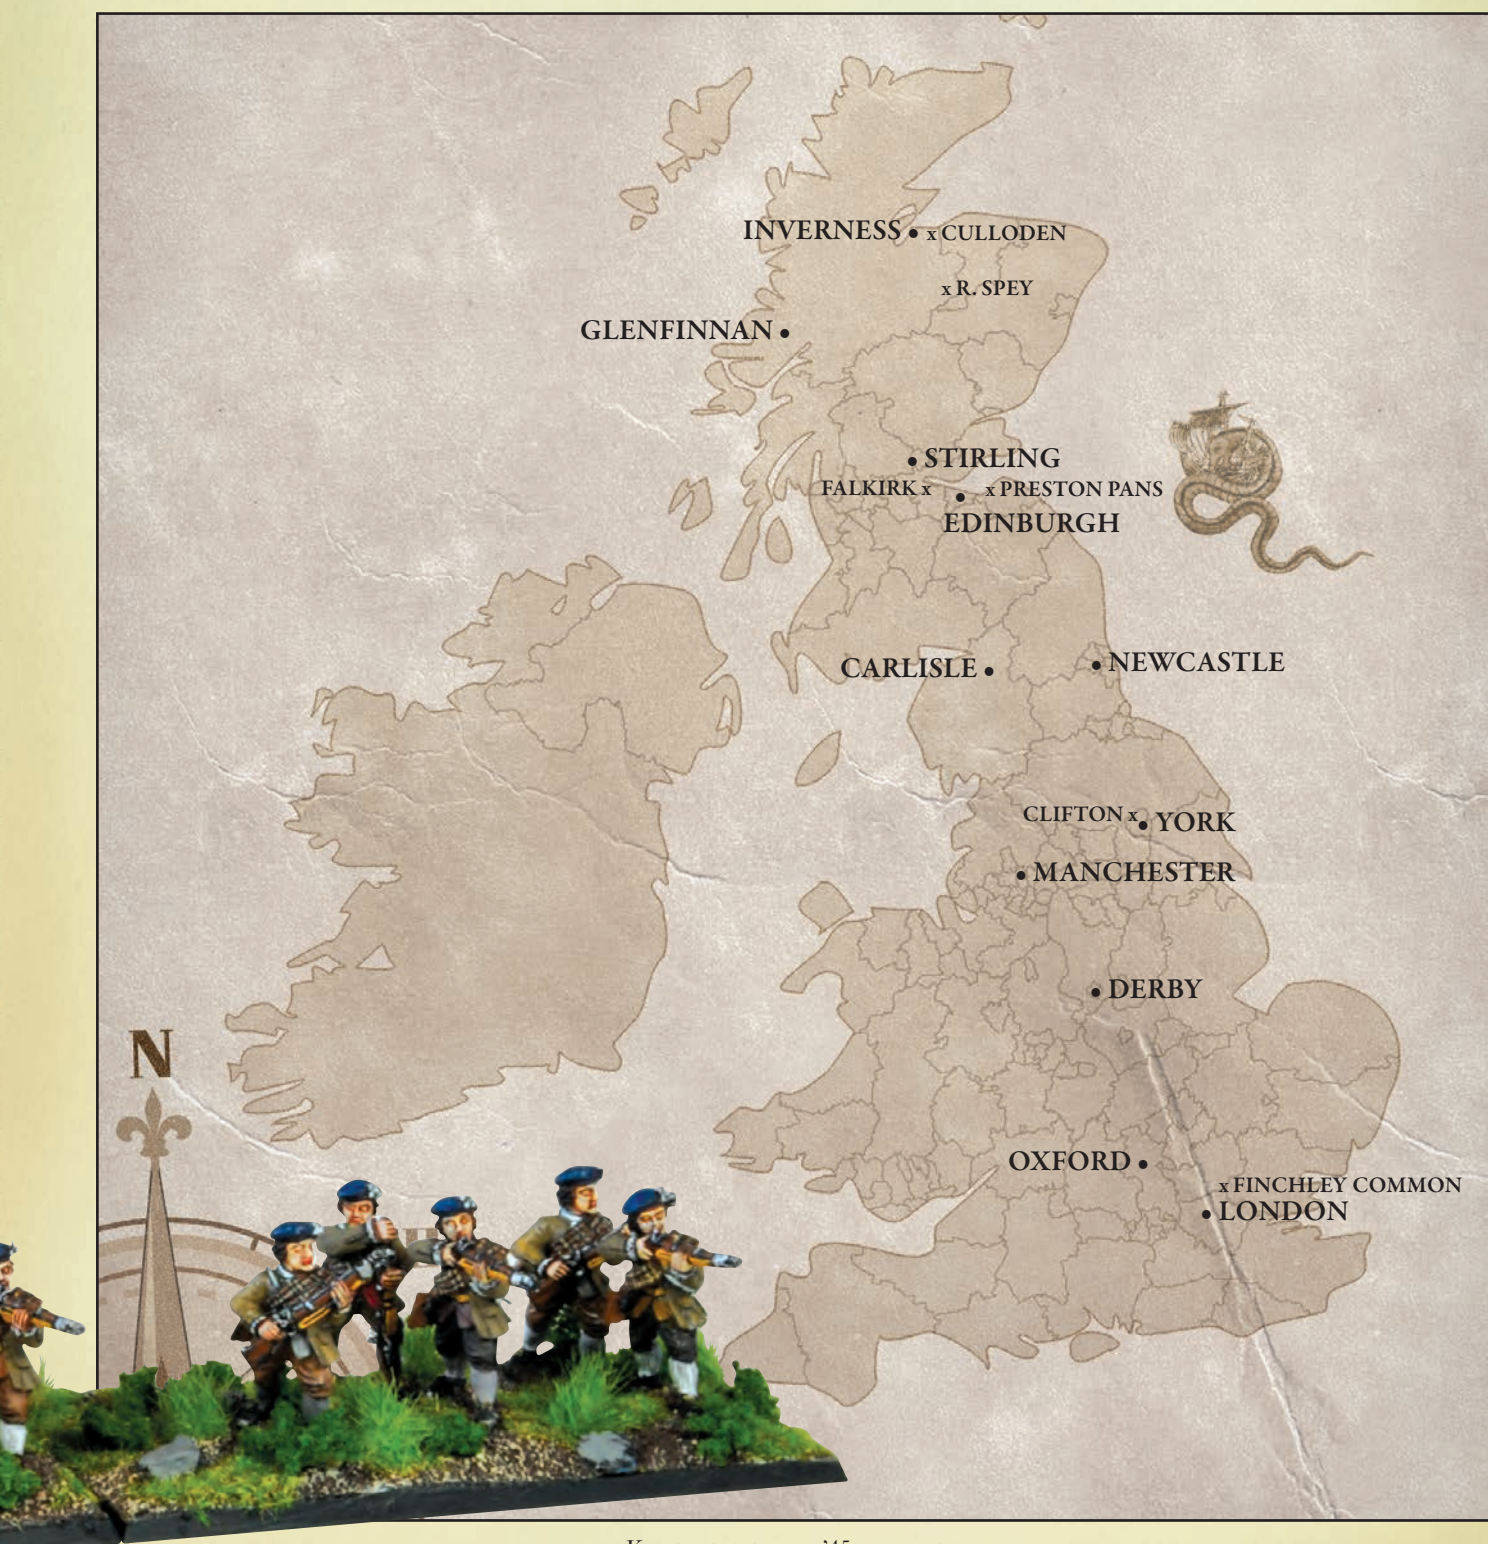 INVERNESS
x CULLODEN
x R. SPEY
GLENFINNAN
STIRLING
FALKIRK x
x PRESTON PANS
EDINBURGH
CARLISLE
NEWCASTLE
CLIFTON x
YORK
MANCHESTER
DERBY
N
OXFORD
x FINCHLEY COMMON
LONDON